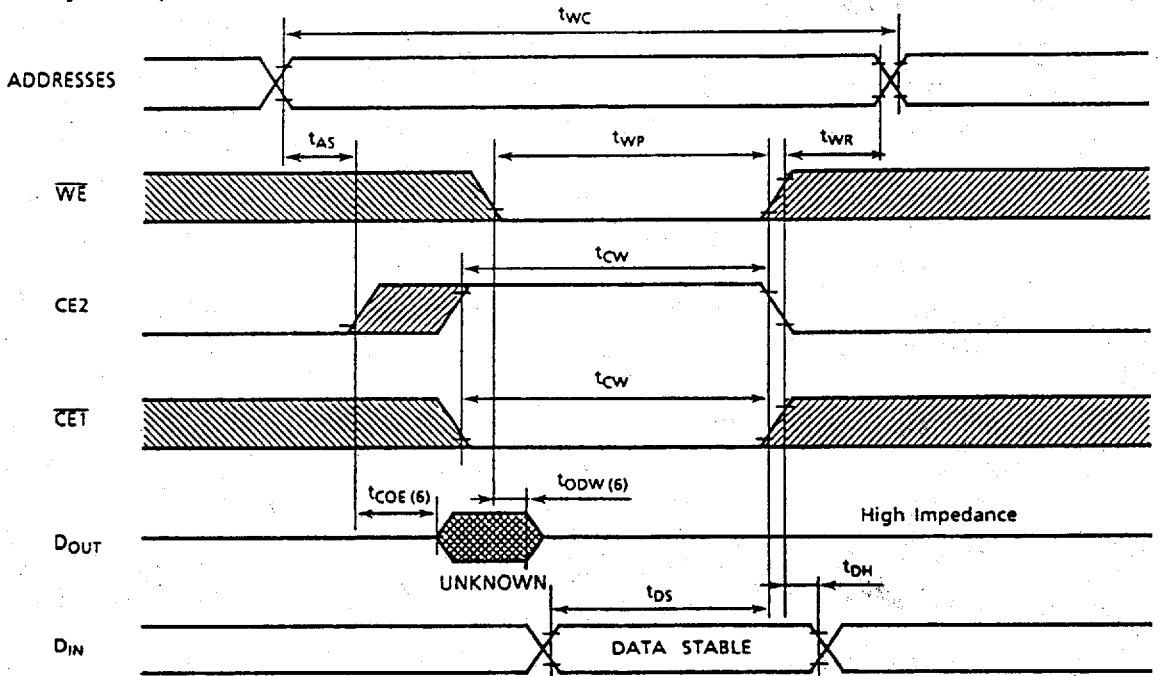 tWC
ADDRESSES
tAS
tWP
tWR
WE
tCW
CE2
tCW
CE1
tCOE (6)
tODW (6)
High Impedance
DOUT
UNKNOWN
tDS
tDH
DIN
DATA STABLE